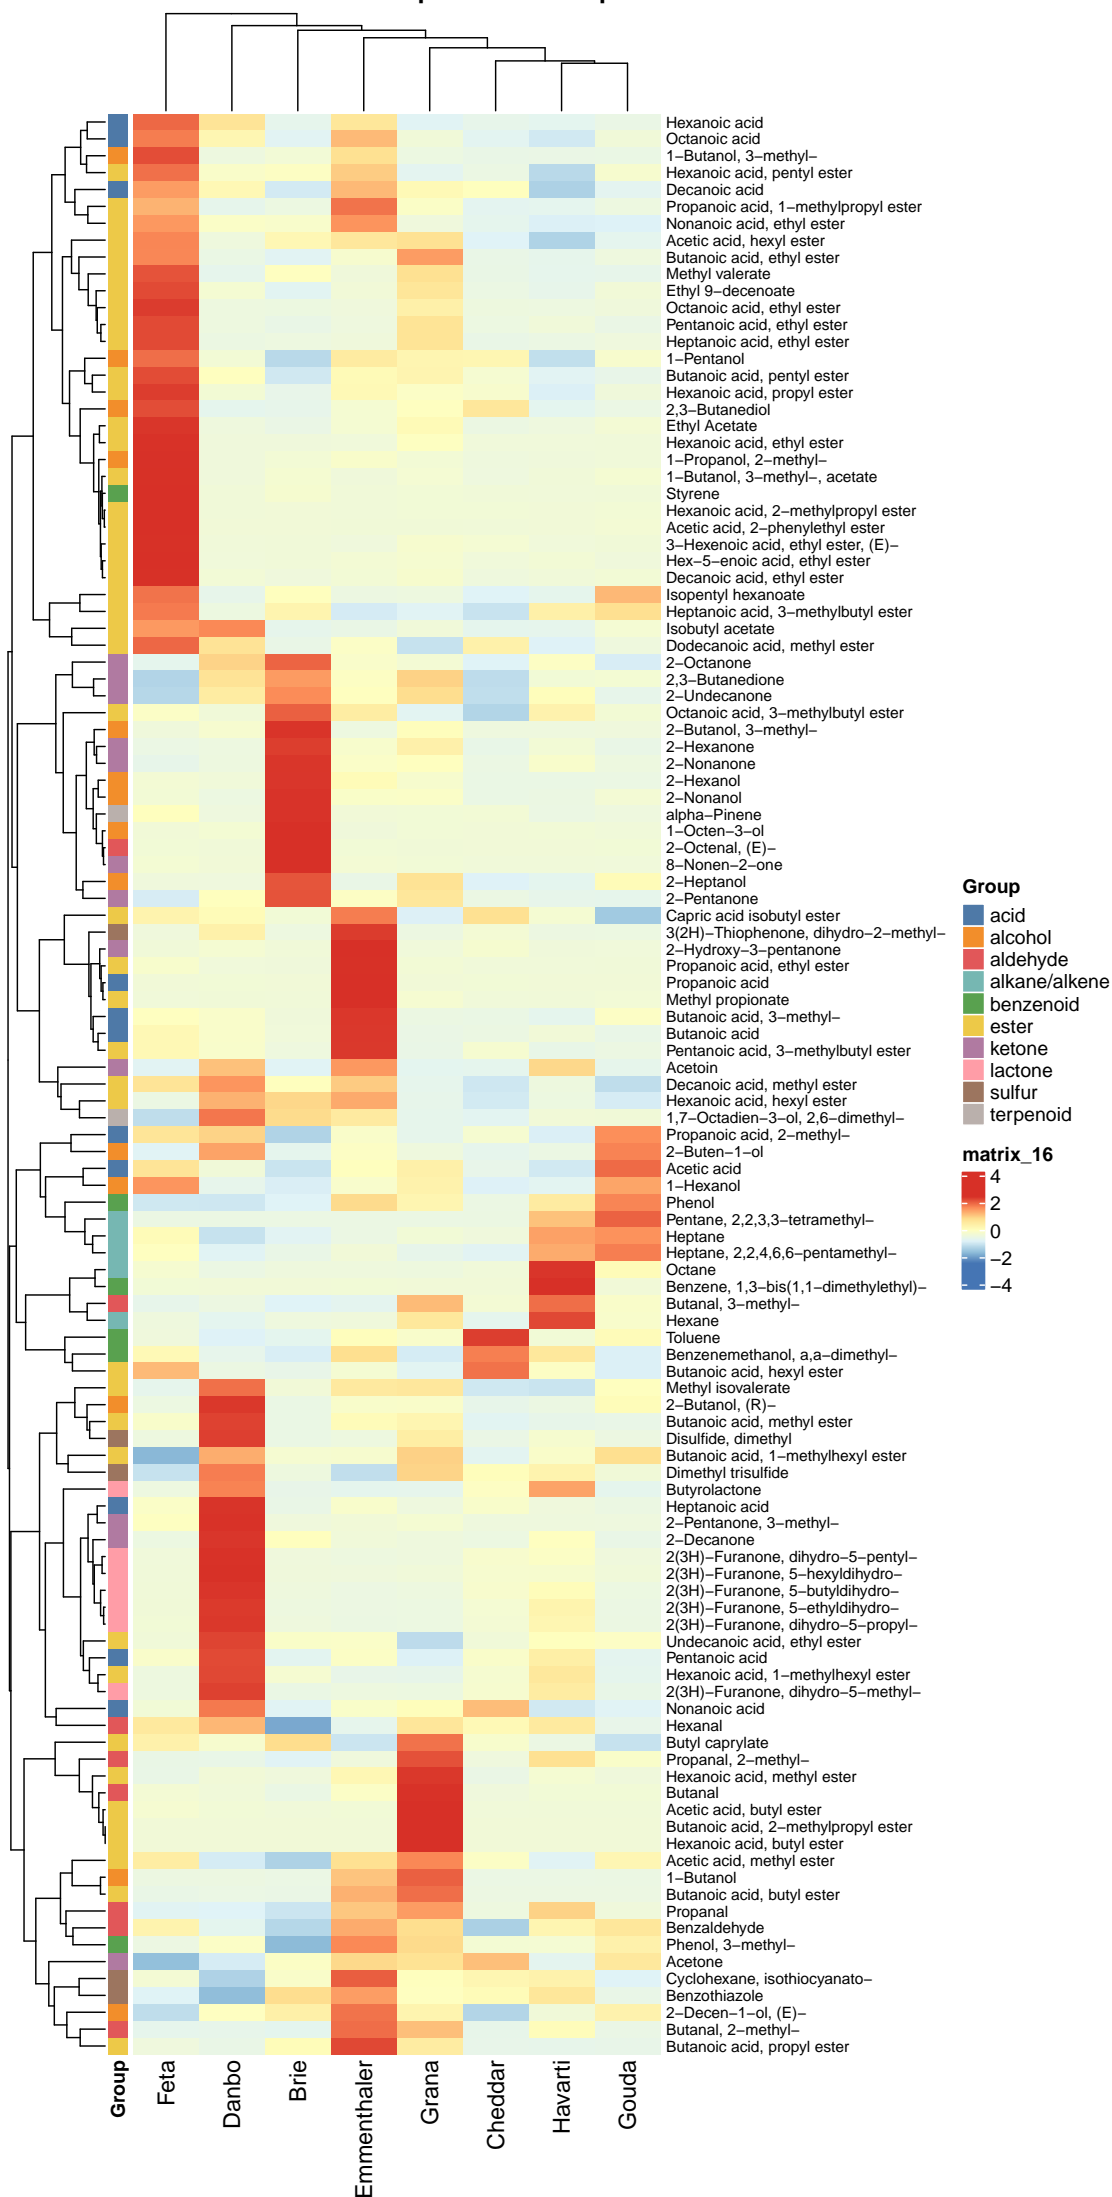 Hexanoic acid
Octanoic acid
1−Butanol, 3−methyl−
Hexanoic acid, pentyl ester
Decanoic acid
Propanoic acid, 1−methylpropyl ester
Nonanoic acid, ethyl ester
Acetic acid, hexyl ester
Butanoic acid, ethyl ester
Methyl valerate
Ethyl 9−decenoate
Octanoic acid, ethyl ester
Pentanoic acid, ethyl ester
Heptanoic acid, ethyl ester
1−Pentanol
Butanoic acid, pentyl ester
Hexanoic acid, propyl ester
2,3−Butanediol
Ethyl Acetate
Hexanoic acid, ethyl ester
1−Propanol, 2−methyl−
1−Butanol, 3−methyl−, acetate
Styrene
Hexanoic acid, 2−methylpropyl ester
Acetic acid, 2−phenylethyl ester
3−Hexenoic acid, ethyl ester, (E)−
Hex−5−enoic acid, ethyl ester
Decanoic acid, ethyl ester
Isopentyl hexanoate
Heptanoic acid, 3−methylbutyl ester
Isobutyl acetate
Dodecanoic acid, methyl ester
2−Octanone
2,3−Butanedione
2−Undecanone
Octanoic acid, 3−methylbutyl ester
2−Butanol, 3−methyl−
2−Hexanone
2−Nonanone
2−Hexanol
2−Nonanol
alpha−Pinene
1−Octen−3−ol
2−Octenal, (E)−
8−Nonen−2−one
2−Heptanol
2−Pentanone
Capric acid isobutyl ester
3(2H)−Thiophenone, dihydro−2−methyl−
2−Hydroxy−3−pentanone
Propanoic acid, ethyl ester
Propanoic acid
Methyl propionate
Butanoic acid, 3−methyl−
Butanoic acid
Pentanoic acid, 3−methylbutyl ester
Acetoin
Decanoic acid, methyl ester
Hexanoic acid, hexyl ester
1,7−Octadien−3−ol, 2,6−dimethyl−
Propanoic acid, 2−methyl−
2−Buten−1−ol
Acetic acid
1−Hexanol
Phenol
Pentane, 2,2,3,3−tetramethyl−
Heptane
Heptane, 2,2,4,6,6−pentamethyl−
Octane
Benzene, 1,3−bis(1,1−dimethylethyl)−
Butanal, 3−methyl−
Hexane
Toluene
Benzenemethanol, a,a−dimethyl−
Butanoic acid, hexyl ester
Methyl isovalerate
2−Butanol, (R)−
Butanoic acid, methyl ester
Disulfide, dimethyl
Butanoic acid, 1−methylhexyl ester
Dimethyl trisulfide
Butyrolactone
Heptanoic acid
2−Pentanone, 3−methyl−
2−Decanone
2(3H)−Furanone, dihydro−5−pentyl−
2(3H)−Furanone, 5−hexyldihydro−
2(3H)−Furanone, 5−butyldihydro−
2(3H)−Furanone, 5−ethyldihydro−
2(3H)−Furanone, dihydro−5−propyl−
Undecanoic acid, ethyl ester
Pentanoic acid
Hexanoic acid, 1−methylhexyl ester
2(3H)−Furanone, dihydro−5−methyl−
Nonanoic acid
Hexanal
Butyl caprylate
Propanal, 2−methyl−
Hexanoic acid, methyl ester
Butanal
Acetic acid, butyl ester
Butanoic acid, 2−methylpropyl ester
Hexanoic acid, butyl ester
Acetic acid, methyl ester
1−Butanol
Butanoic acid, butyl ester
Propanal
Benzaldehyde
Phenol, 3−methyl−
Acetone
Cyclohexane, isothiocyanato−
Benzothiazole
2−Decen−1−ol, (E)−
Butanal, 2−methyl−
Butanoic acid, propyl ester
Group
Feta
Danbo
Brie
Emmenthaler
Grana
Cheddar
Havarti
Gouda
Group
acid
alcohol
aldehyde
alkane/alkene
benzenoid
ester
ketone
lactone
sulfur
terpenoid
matrix_16
4
2
0
−2
−4